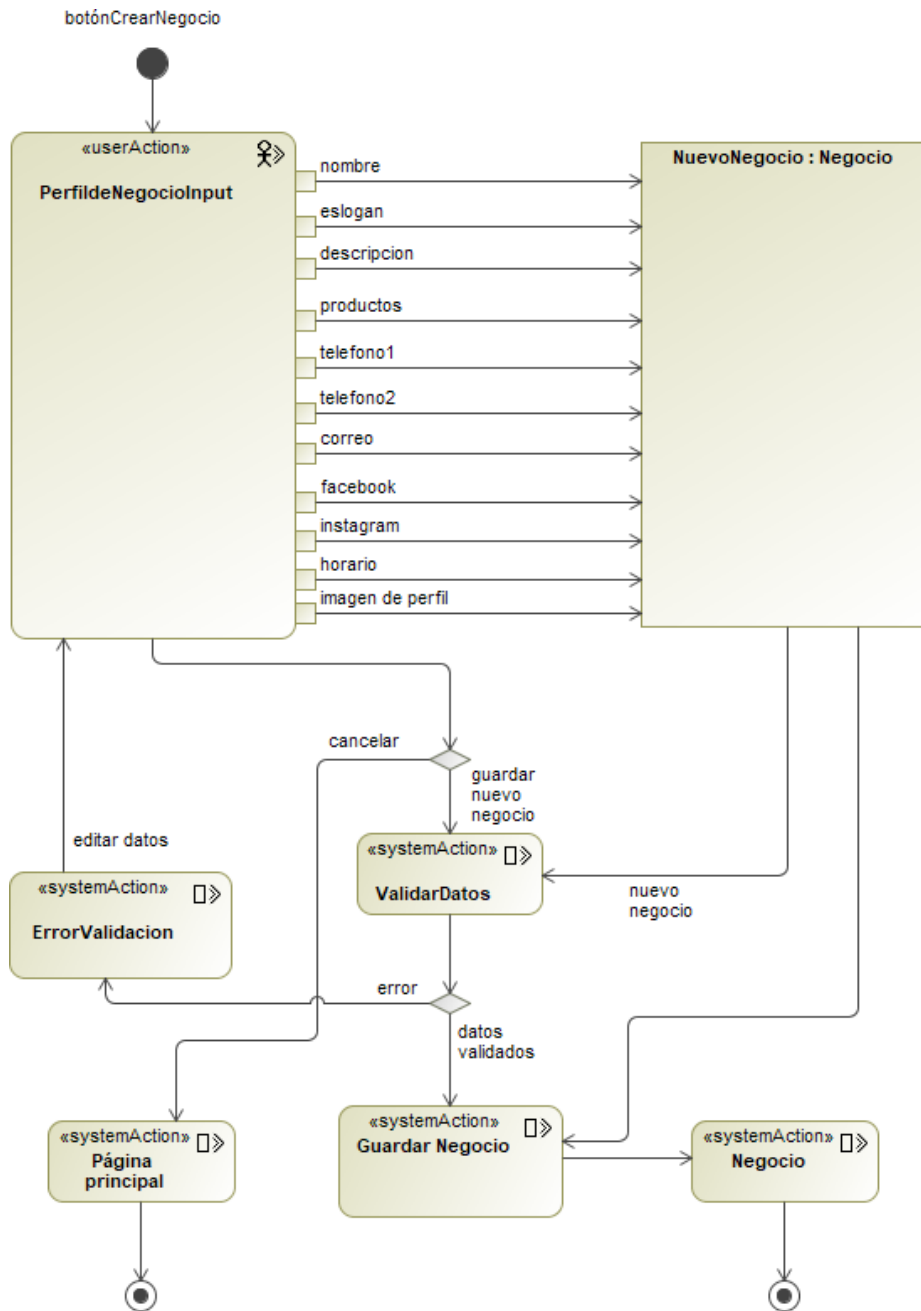 botónCrearNegocio
«userAction»
PerfildeNegocioInput
NuevoNegocio : Negocio
nombre
eslogan
descripcion
productos
telefono1
telefono2
correo
facebook
instagram
horario
imagen de perfil
cancelar
guardar
nuevo
negocio
editar datos
«systemAction»
ValidarDatos
«systemAction»
ErrorValidacion
nuevo
negocio
error
datos
validados
«systemAction»
Página
principal
«systemAction»
Guardar Negocio
«systemAction»
Negocio